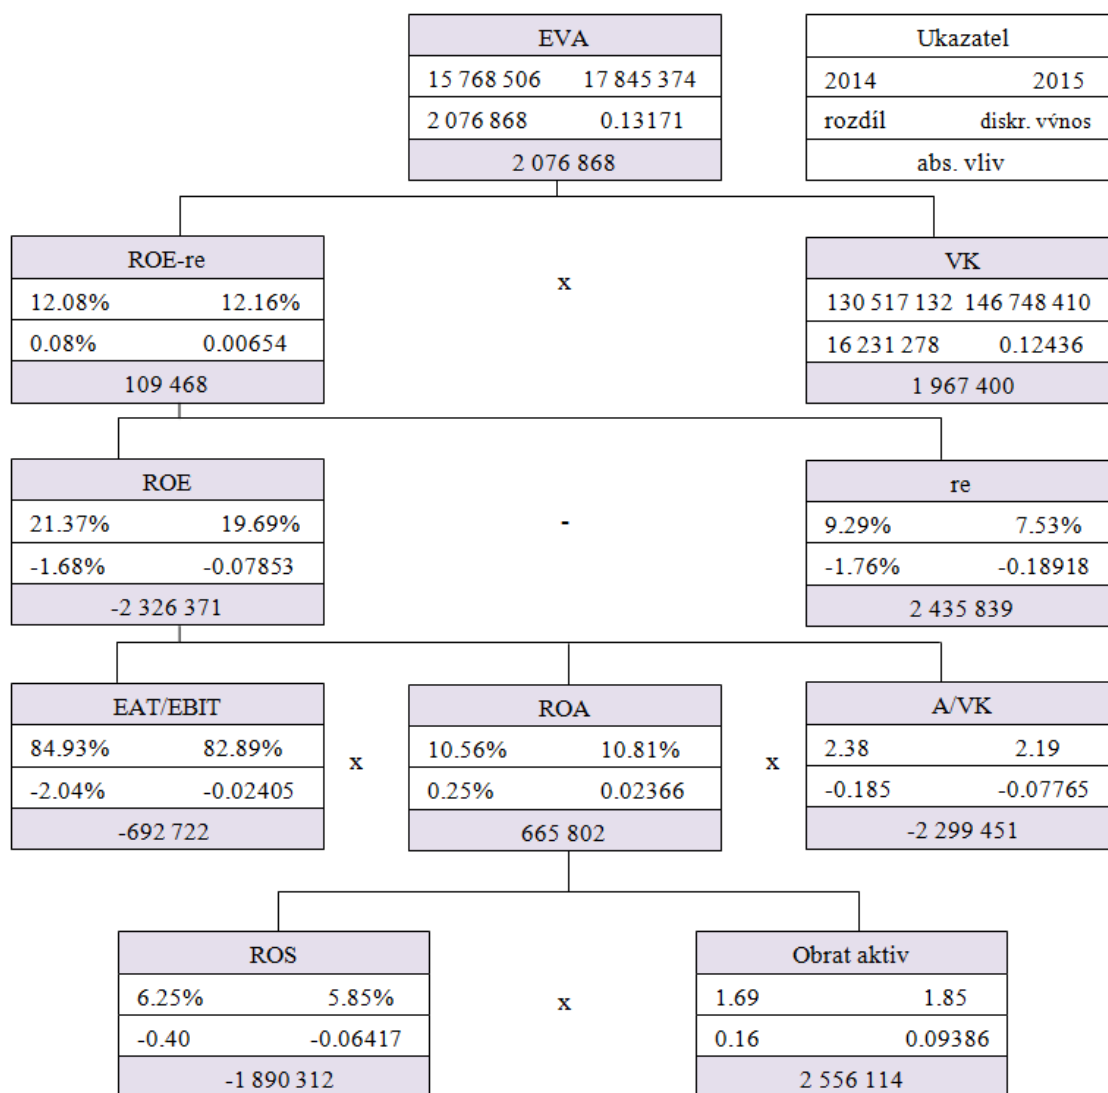 EVA
15 768 506 17 845 374
2 076 868 0.13171
2 076 868
Ukazatel
2014 2015
rozdíl diskr. výnos
abs. vliv
ROE-re
12.08% 12.16%
0.08% 0.00654
109 468
x
VK
130 517 132 146 748 410
16 231 278 0.12436
1 967 400
ROE
21.37% 19.69%
-1.68% -0.07853
-2 326 371
-
re
9.29% 7.53%
-1.76% -0.18918
2 435 839
EAT/EBIT
84.93% 82.89%
-2.04% -0.02405
-692 722
x
ROA
10.56% 10.81%
0.25% 0.02366
665 802
x
A/VK
2.38 2.19
-0.185 -0.07765
-2 299 451
ROS
6.25% 5.85%
-0.40 -0.06417
-1 890 312
x
Obrat aktiv
1.69 1.85
0.16 0.09386
2 556 114